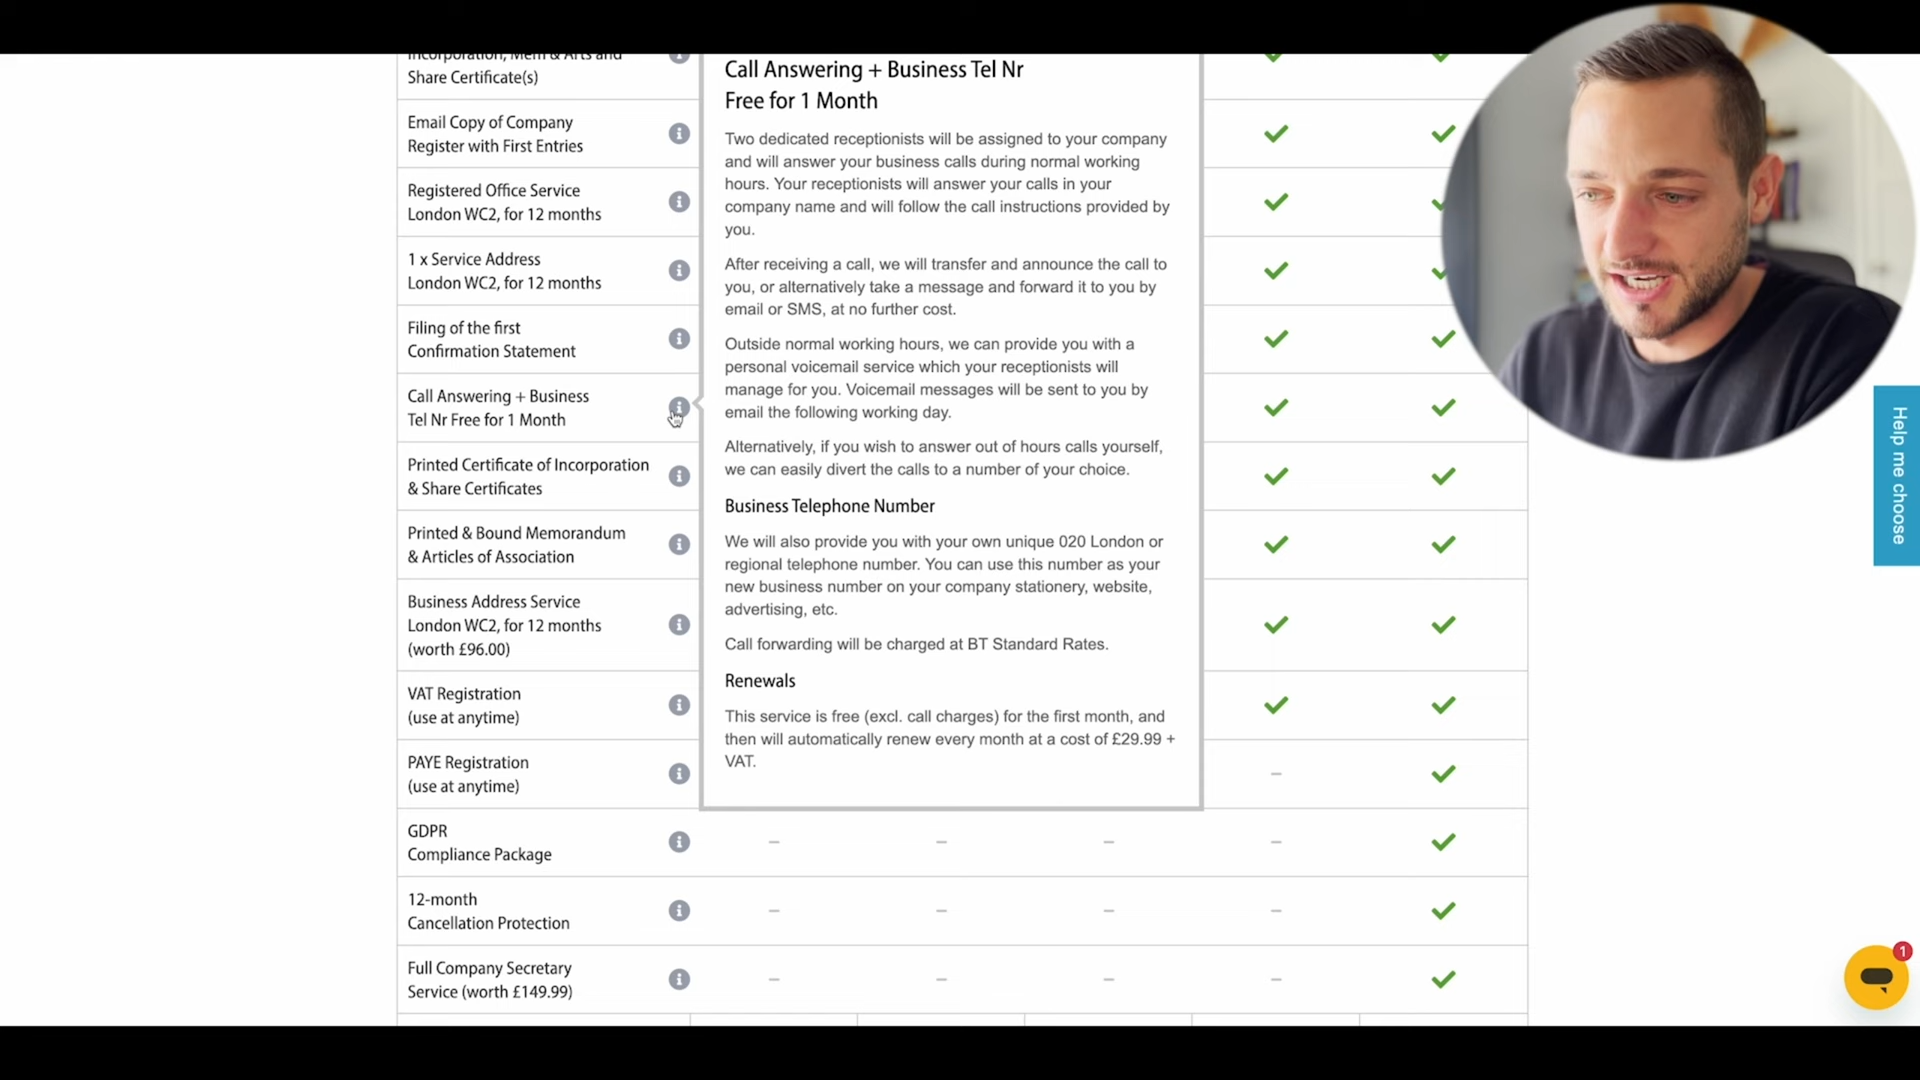 Incorporation, Mem & Arts and
Share Certificate(s)
Email Copy of Company
Register with First Entries
Registered Office Service
London WC2, for 12 months
1 x Service Address
London WC2, for 12 months
Filing of the first
Confirmation Statement
Call Answering + Business
Tel Nr Free for 1 Month
Printed Certificate of Incorporation
& Share Certificates
Printed & Bound Memorandum
& Articles of Association
Business Address Service
London WC2, for 12 months
(worth £96.00)
VAT Registration
(use at anytime)
PAYE Registration
(use at anytime)
GDPR
Compliance Package
12-month
Cancellation Protection
Full Company Secretary
Service (worth £149.99)
Call Answering + Business Tel Nr
Free for 1 Month
Two dedicated receptionists will be assigned to your company
and will answer your business calls during normal working
hours. Your receptionists will answer your calls in your
company name and will follow the call instructions provided by
you.
After receiving a call, we will transfer and announce the call to
you, or alternatively take a message and forward it to you by
email or SMS, at no further cost.
Outside normal working hours, we can provide you with a
personal voicemail service which your receptionists will
manage for you. Voicemail messages will be sent to you by
email the following working day.
Alternatively, if you wish to answer out of hours calls yourself,
we can easily divert the calls to a number of your choice.
Business Telephone Number
We will also provide you with your own unique 020 London or
regional telephone number. You can use this number as your
new business number on your company stationery, website,
advertising, etc.
Call forwarding will be charged at BT Standard Rates.
Renewals
This service is free (excl. call charges) for the first month, and
then will automatically renew every month at a cost of £29.99 +
VAT.
Help me choose
1